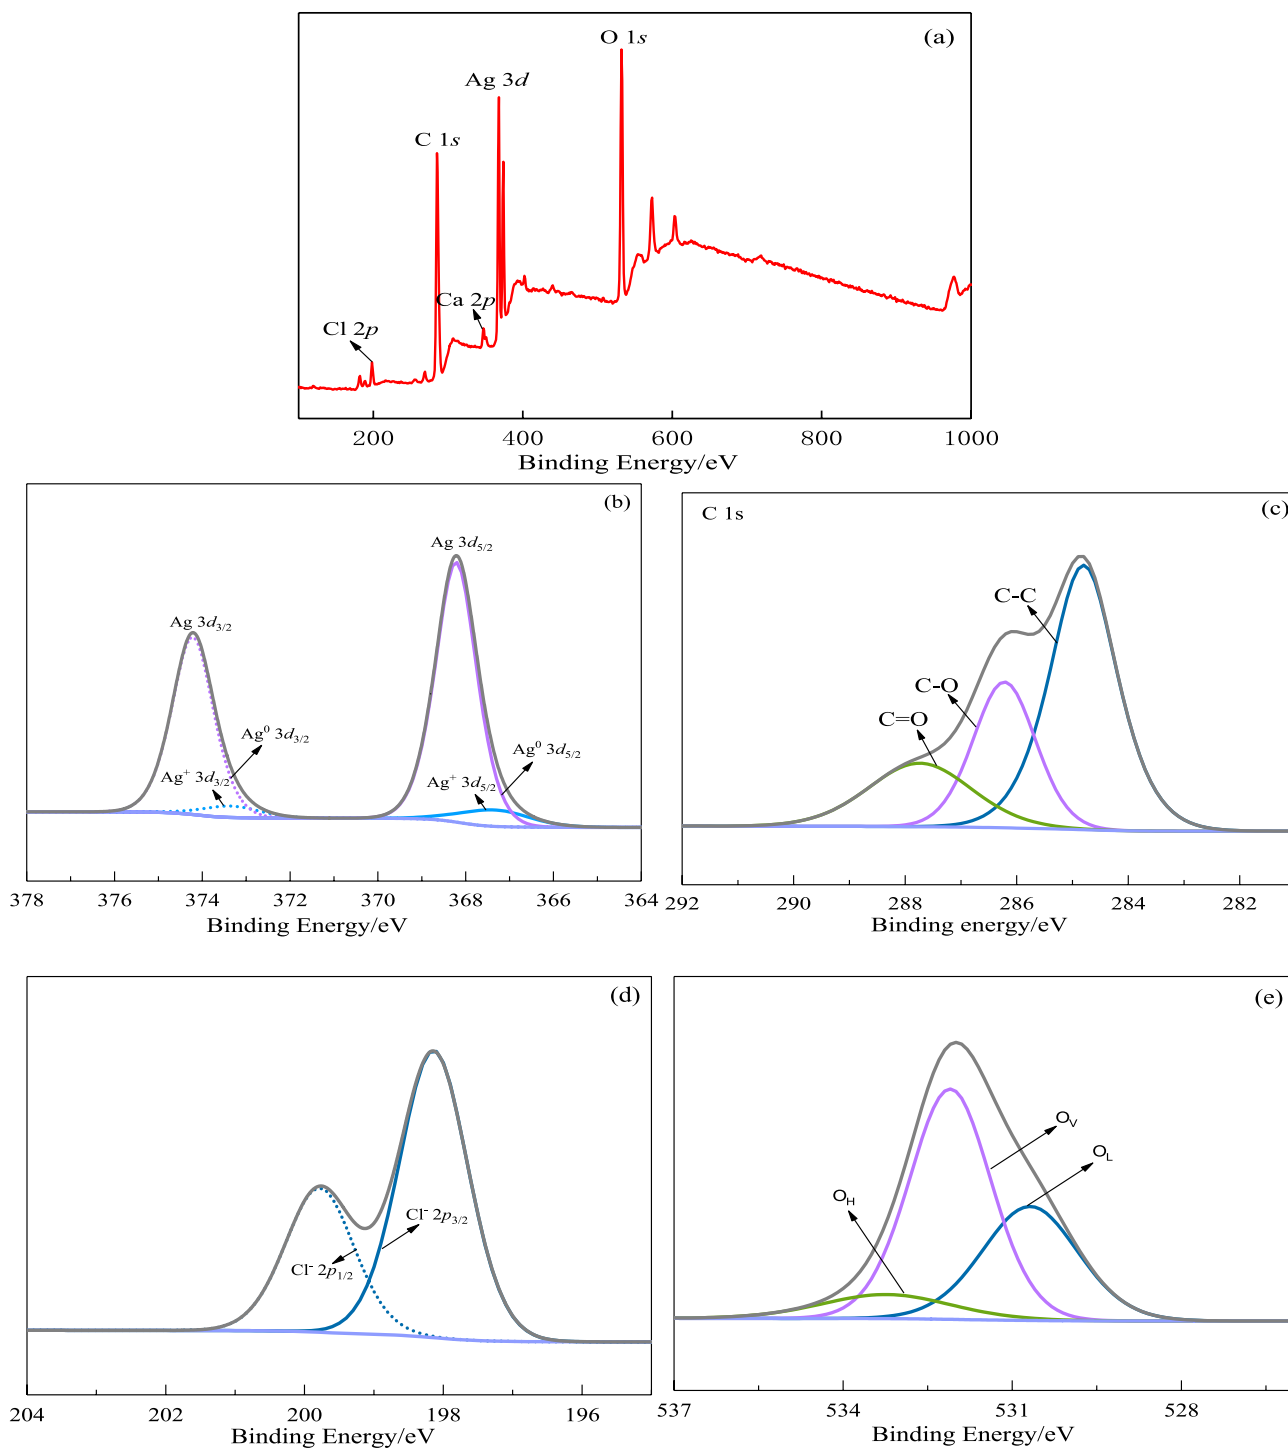 (a)
O 1s
Ag 3d
C 1s
Ca 2p
Cl 2p
200 400 600 800 1000
Binding Energy/eV
(b)
Ag 3d5/2
Ag 3d3/2
Ag0 3d3/2
Ag+ 3d3/2
Ag0 3d5/2
Ag+ 3d5/2
378 376 374 372 370 368 366 364
Binding Energy/eV
(c)
C 1s
C-C
C-O
C=O
292 290 288 286 284 282
Binding energy/eV
(d)
Cl- 2p3/2
Cl- 2p1/2
204 202 200 198 196
Binding Energy/eV
(e)
OV
OL
OH
537 534 531 528
Binding Energy/eV